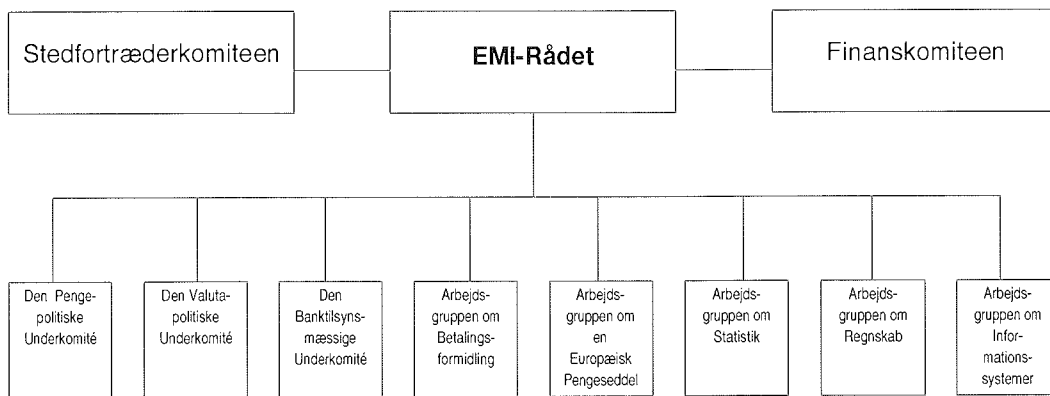 Stedfortræderkomiteen
EMI-Rådet
Finanskomiteen
Den Penge-
politiske
Underkomité
Den Valuta-
politiske
Underkomité
Den
Banktilsyns-
mæssige
Underkomité
Arbejds-
gruppen om
Betalings-
formidling
Arbejds-
gruppen om
en
Europæisk
Pengeseddel
Arbejds-
gruppen om
Statistik
Arbejds-
gruppen om
Regnskab
Arbejds-
gruppen om
Infor-
mations-
systemer